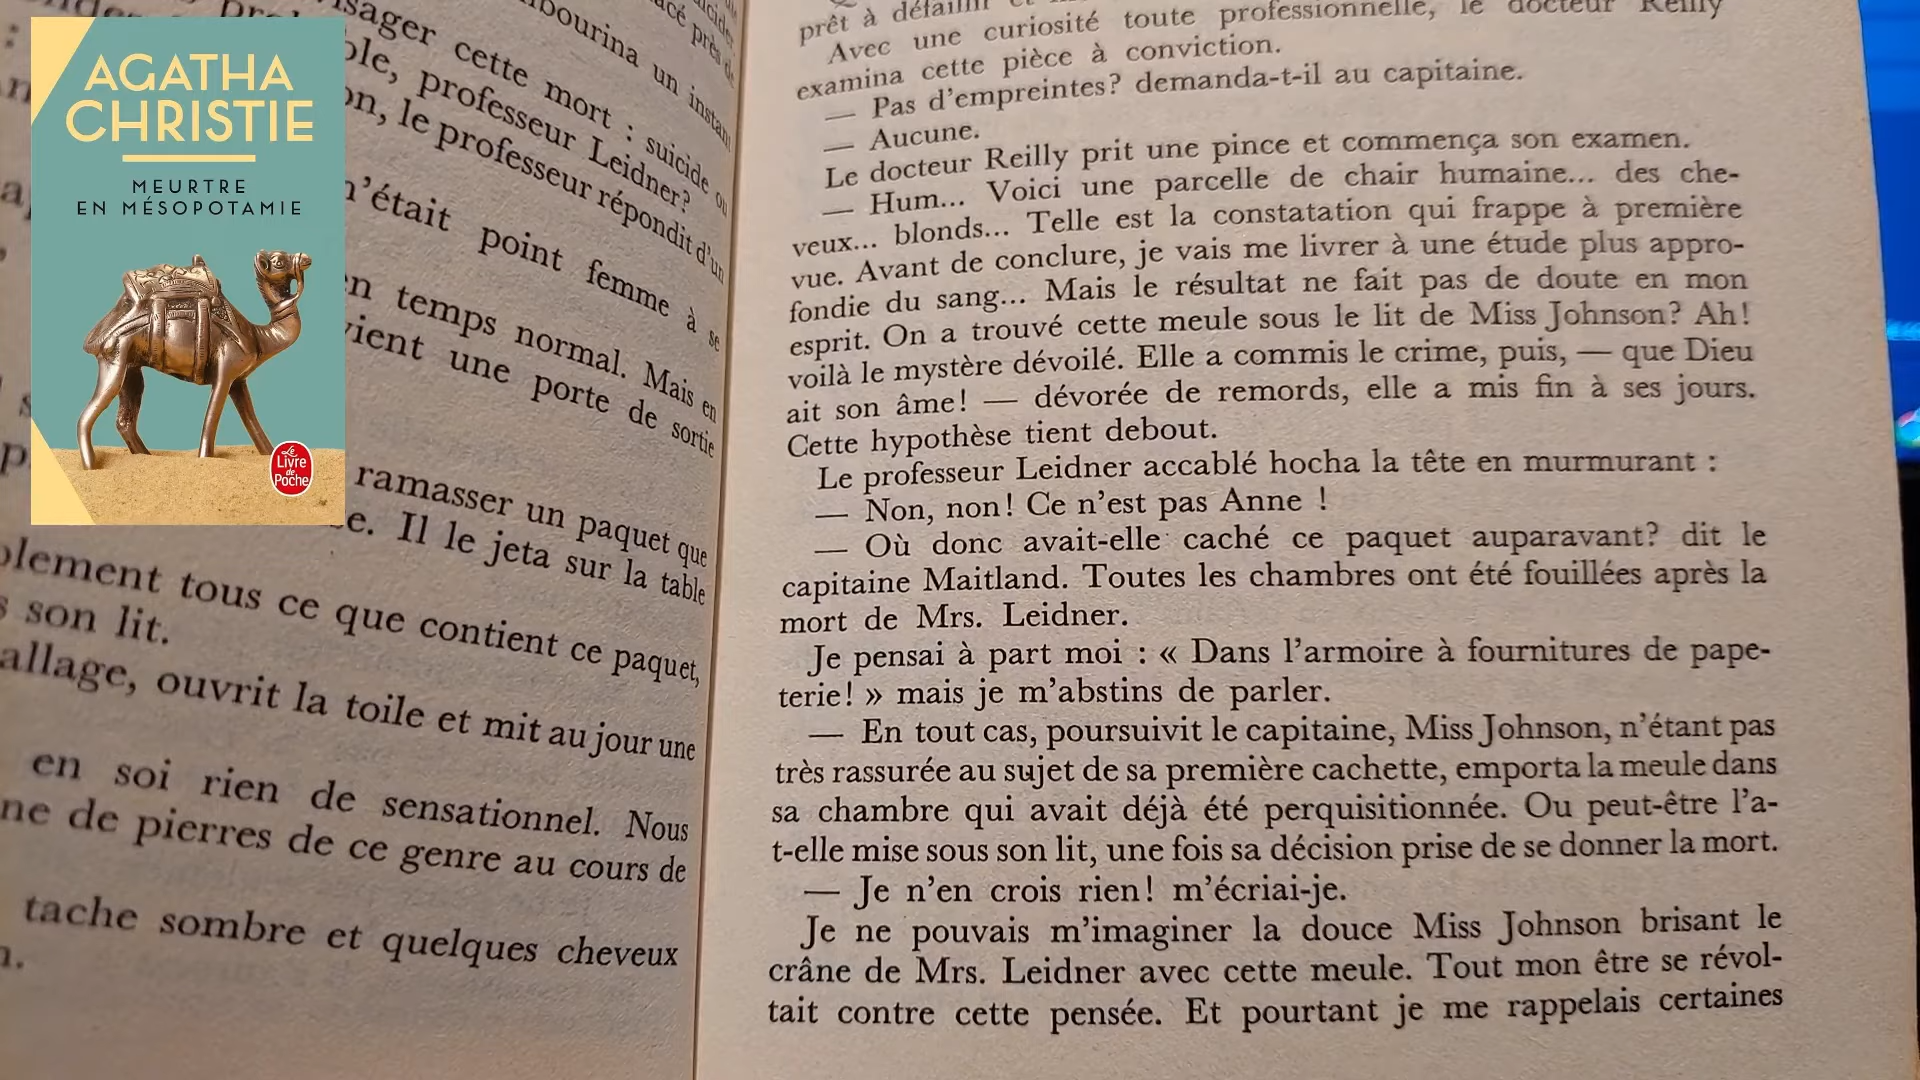 AGATHA
CHRISTIE
MEURTRE
EN MÉSOPOTAMIE
Le
Livre
de
Poche
cette mort : suicide ou
professeur Leidner?
le professeur répondit d'un
n'était point femme à se
en temps normal. Mais en
une porte de sortie
ramasser un paquet que
Il le jeta sur la table
tous ce que contient ce paquet,
son lit.
ouvrit la toile et mit au jour une
en soi rien de sensationnel. Nous
de pierres de ce genre au cours de
tache sombre et quelques cheveux
prêt à défaillir
Avec une curiosité toute professionnelle, le docteur Reilly
examina cette pièce à conviction.
— Pas d'empreintes? demanda-t-il au capitaine.
— Aucune.
Le docteur Reilly prit une pince et commença son examen.
— Hum... Voici une parcelle de chair humaine... des che-
veux... blonds... Telle est la constatation qui frappe à première
vue. Avant de conclure, je vais me livrer à une étude plus appro-
fondie du sang... Mais le résultat ne fait pas de doute en mon
esprit. On a trouvé cette meule sous le lit de Miss Johnson? Ah!
voilà le mystère dévoilé. Elle a commis le crime, puis, — que Dieu
ait son âme! — dévorée de remords, elle a mis fin à ses jours.
Cette hypothèse tient debout.
Le professeur Leidner accablé hocha la tête en murmurant :
— Non, non! Ce n'est pas Anne !
— Où donc avait-elle caché ce paquet auparavant? dit le
capitaine Maitland. Toutes les chambres ont été fouillées après la
mort de Mrs. Leidner.
Je pensai à part moi : « Dans l'armoire à fournitures de pape-
terie! » mais je m'abstins de parler.
— En tout cas, poursuivit le capitaine, Miss Johnson, n'étant pas
très rassurée au sujet de sa première cachette, emporta la meule dans
sa chambre qui avait déjà été perquisitionnée. Ou peut-être l'a-
t-elle mise sous son lit, une fois sa décision prise de se donner la mort.
— Je n'en crois rien! m'écriai-je.
Je ne pouvais m'imaginer la douce Miss Johnson brisant le
crâne de Mrs. Leidner avec cette meule. Tout mon être se révol-
tait contre cette pensée. Et pourtant je me rappelais certaines